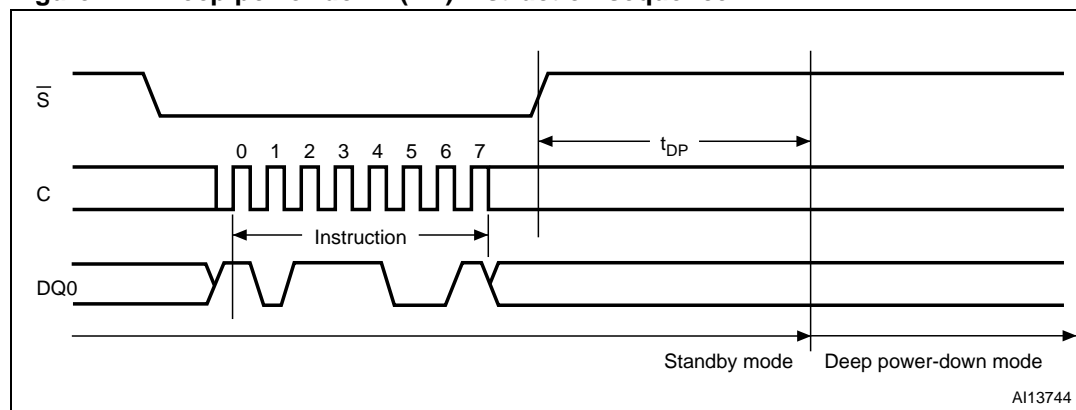 S
0 1 2 3 4 5 6 7
tDP
C
Instruction
DQ0
Standby mode Deep power-down mode
AI13744